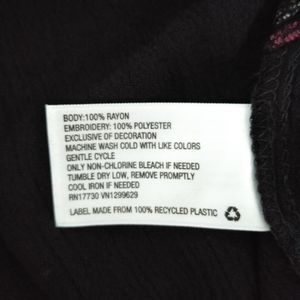 BODY:100% RAYON
EMBROIDERY: 100% POLYESTER
EXCLUSIVE OF DECORATION
MACHINE WASH COLD WITH LIKE COLORS
GENTLE CYCLE
ONLY NON-CHLORINE BLEACH IF NEEDED
TUMBLE DRY LOW, REMOVE PROMPTLY
COOL IRON IF NEEDED
RN17730 VN1299629
LABEL MADE FROM 100% RECYCLED PLASTIC